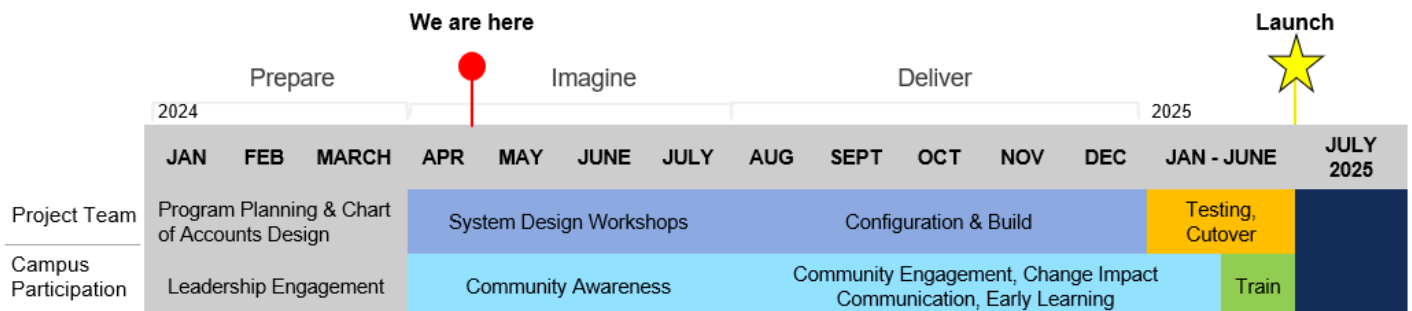 We are here
Launch
Prepare
Imagine
Deliver
2024
2025
JAN
FEB
MARCH
APR
MAY
JUNE
JULY
AUG
SEPT
OCT
NOV
DEC
JAN - JUNE
JULY
2025
Project Team
Program Planning & Chart
of Accounts Design
System Design Workshops
Configuration & Build
Testing,
Cutover
Campus
Participation
Leadership Engagement
Community Awareness
Community Engagement, Change Impact
Communication, Early Learning
Train